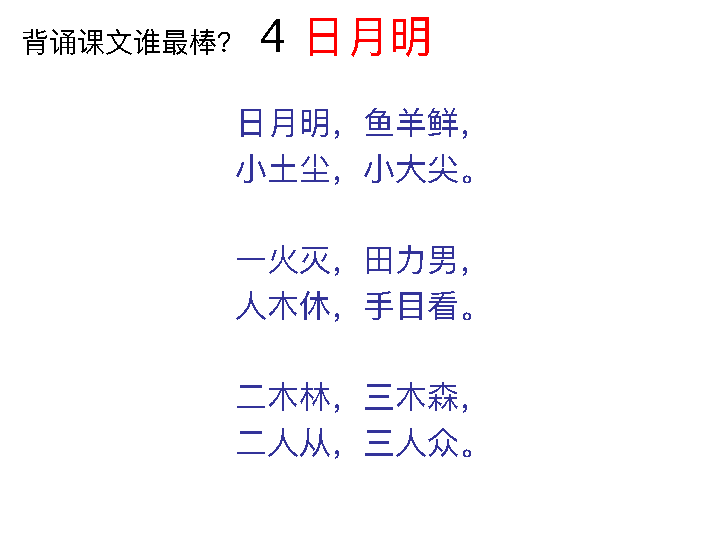 背诵课文谁最棒? 4 日月明
日月明，鱼羊鲜，
小土尘，小大尖。
一火灭，田力男，
人木休，手目看。
二木林，三木森，
二人从，三人众。